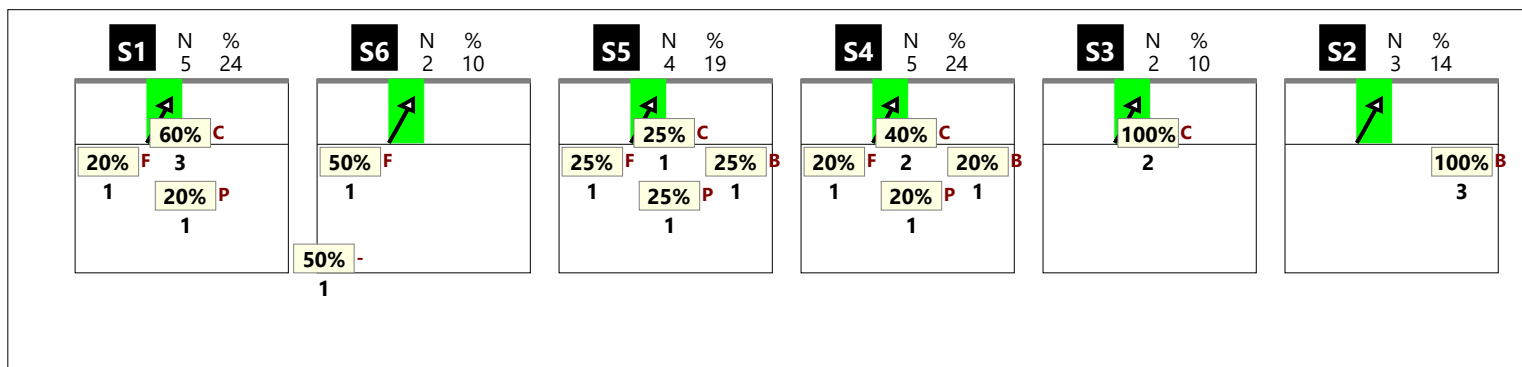 S1 N % S6 N % S5 N % S4 N % S3 N % S2 N %
5 24 2 10 4 19 5 24 2 10 3 14
60% C 25% C 40% C 100% C
20% F 3 50% F 25% F 1 25% B 20% F 2 20% B 2 100% B
1 20% P 1 1 25% P 1 1 20% P 1 3
1 1 1
50% -
1